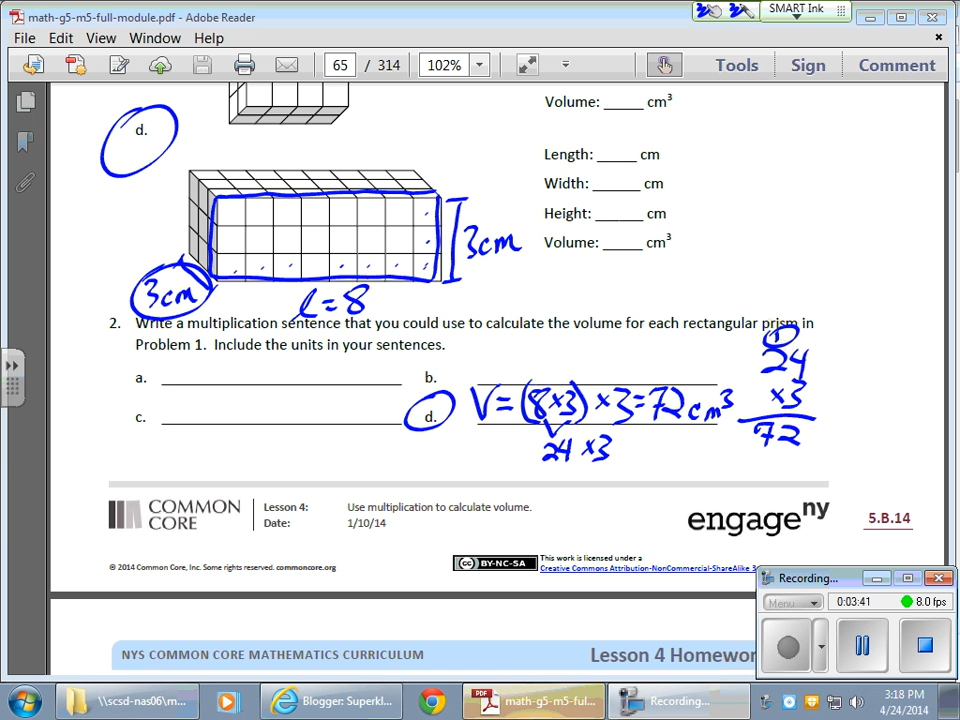 math-g5-m5-full-module.pdf - Adobe Reader
SMART Ink
File Edit View Window Help
65 / 314 102% Tools Sign Comment
Volume: _____ cm³
d.
Length: _____ cm
Width: ______ cm
Height: ______ cm
Volume: _____ cm³
3cm
3cm
l = 8
2. Write a multiplication sentence that you could use to calculate the volume for each rectangular prism in
Problem 1. Include the units in your sentences.
a. b.
c. d.
V = (8×3) × 3 = 72 cm³
24 × 3
1
24
×3
72
COMMON
CORE
Lesson 4: Use multiplication to calculate volume.
Date: 1/10/14
engage ny
5.B.14
© 2014 Common Core, Inc. Some rights reserved. commoncore.org
cc BY-NC-SA
This work is licensed under a
Creative Commons Attribution-NonCommercial-ShareAlike 3
Recording...
Menu 0:03:41 8.0 fps
NYS COMMON CORE MATHEMATICS CURRICULUM Lesson 4 Homewo
\\scsd-nas06\m... Blogger: Superkl... PDF math-g5-m5-ful... Recording...
3:18 PM
4/24/2014